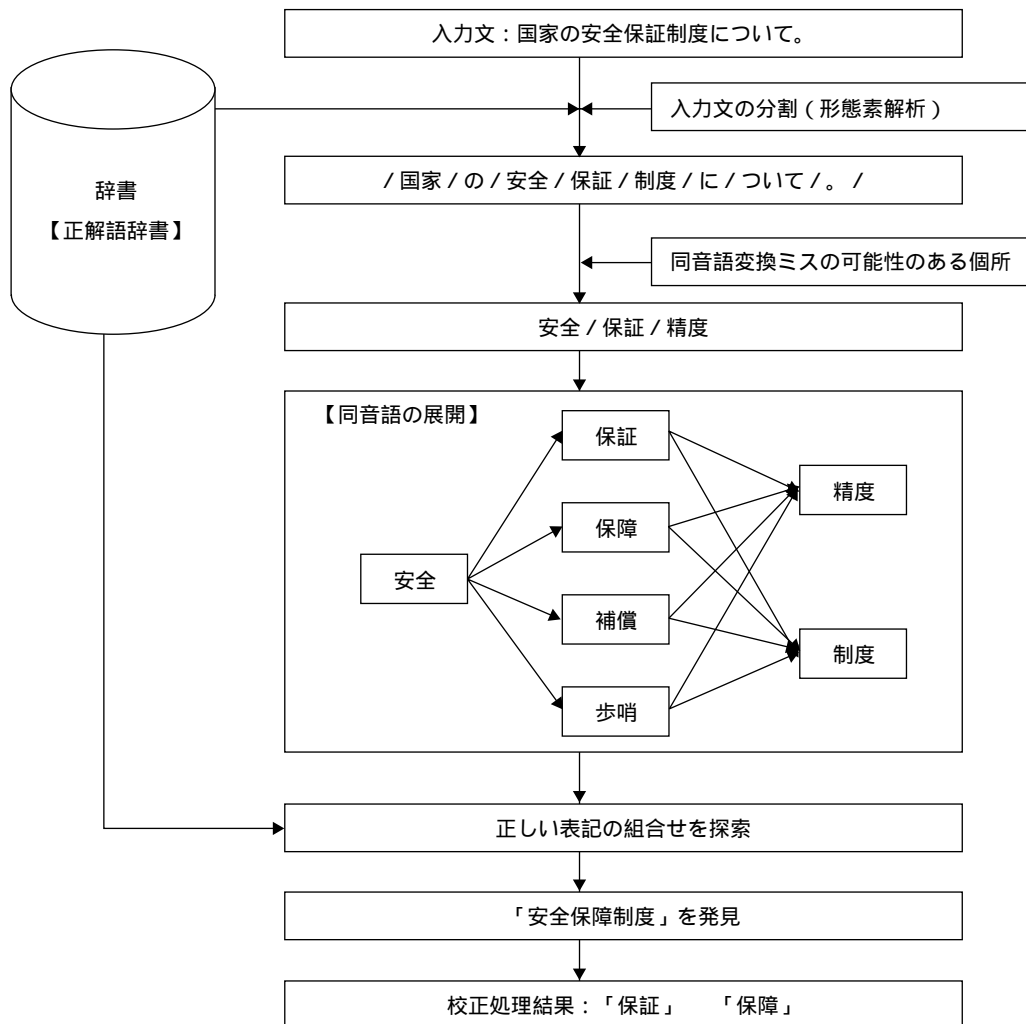 入力文：国家の安全保証制度について。
入力文の分割（形態素解析）
辞書
【正解語辞書】
/ 国家 / の / 安全 / 保証 / 制度 / に / ついて / 。 /
同音語変換ミスの可能性のある個所
安全 / 保証 / 精度
【同音語の展開】
保証
精度
保障
安全
補償
制度
歩哨
正しい表記の組合せを探索
「安全保障制度」を発見
校正処理結果：「保証」　「保障」